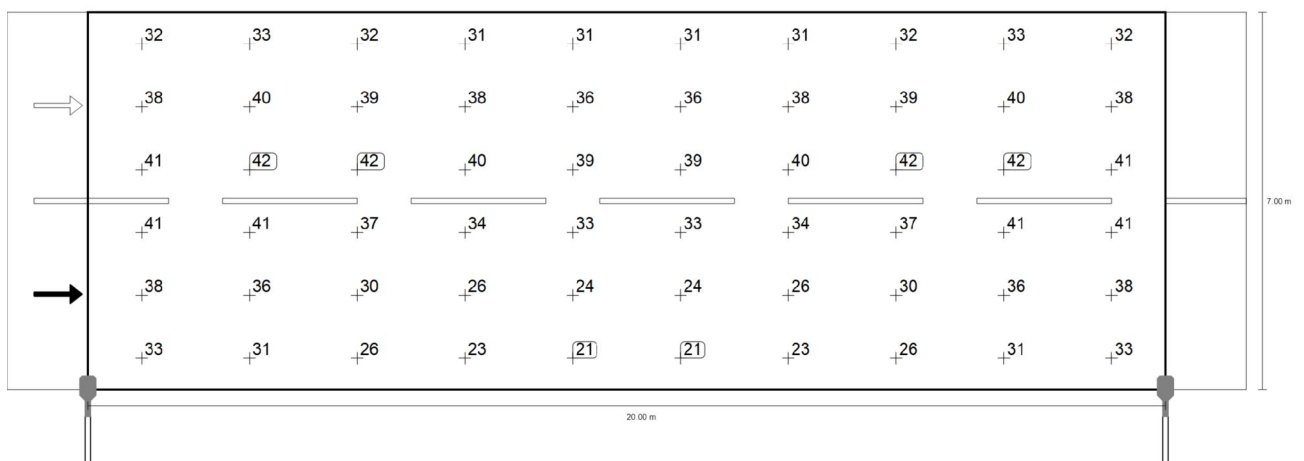 32 33 32 31 31 31 31 32 33 32
38 40 39 38 36 36 38 39 40 38
41 42 42 40 39 39 40 42 42 41
7.00 m
41 41 37 34 33 33 34 37 41 41
38 36 30 26 24 24 26 30 36 38
33 31 26 23 21 21 23 26 31 33
20.00 m